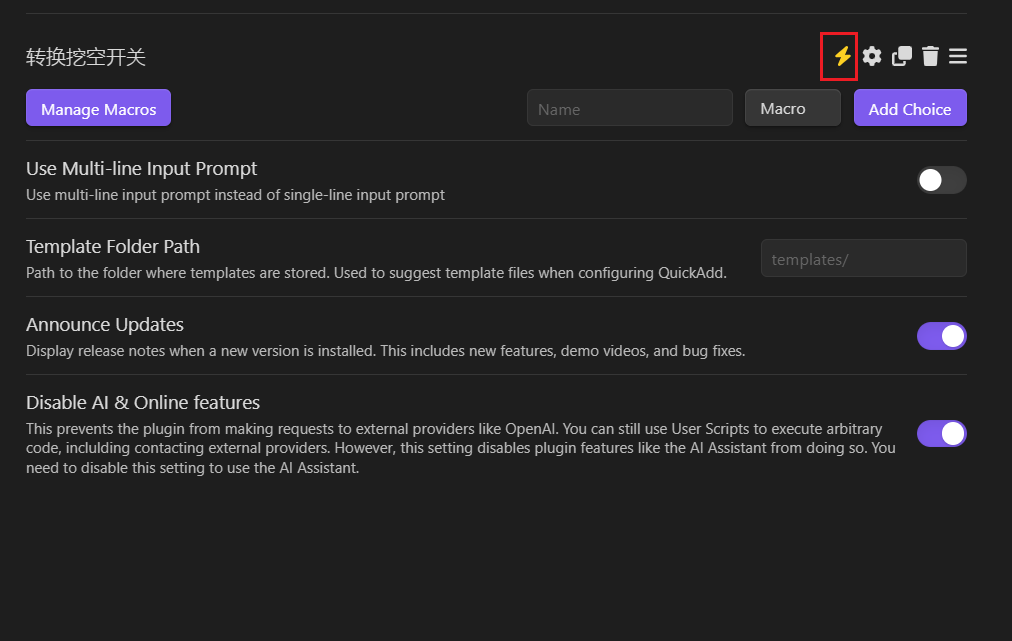 转换挖空开关
Manage Macros
Name
Macro
Add Choice
Use Multi-line Input Prompt
Use multi-line input prompt instead of single-line input prompt
Template Folder Path
Path to the folder where templates are stored. Used to suggest template files when configuring QuickAdd.
templates/
Announce Updates
Display release notes when a new version is installed. This includes new features, demo videos, and bug fixes.
Disable AI & Online features
This prevents the plugin from making requests to external providers like OpenAI. You can still use User Scripts to execute arbitrary
code, including contacting external providers. However, this setting disables plugin features like the AI Assistant from doing so. You
need to disable this setting to use the AI Assistant.